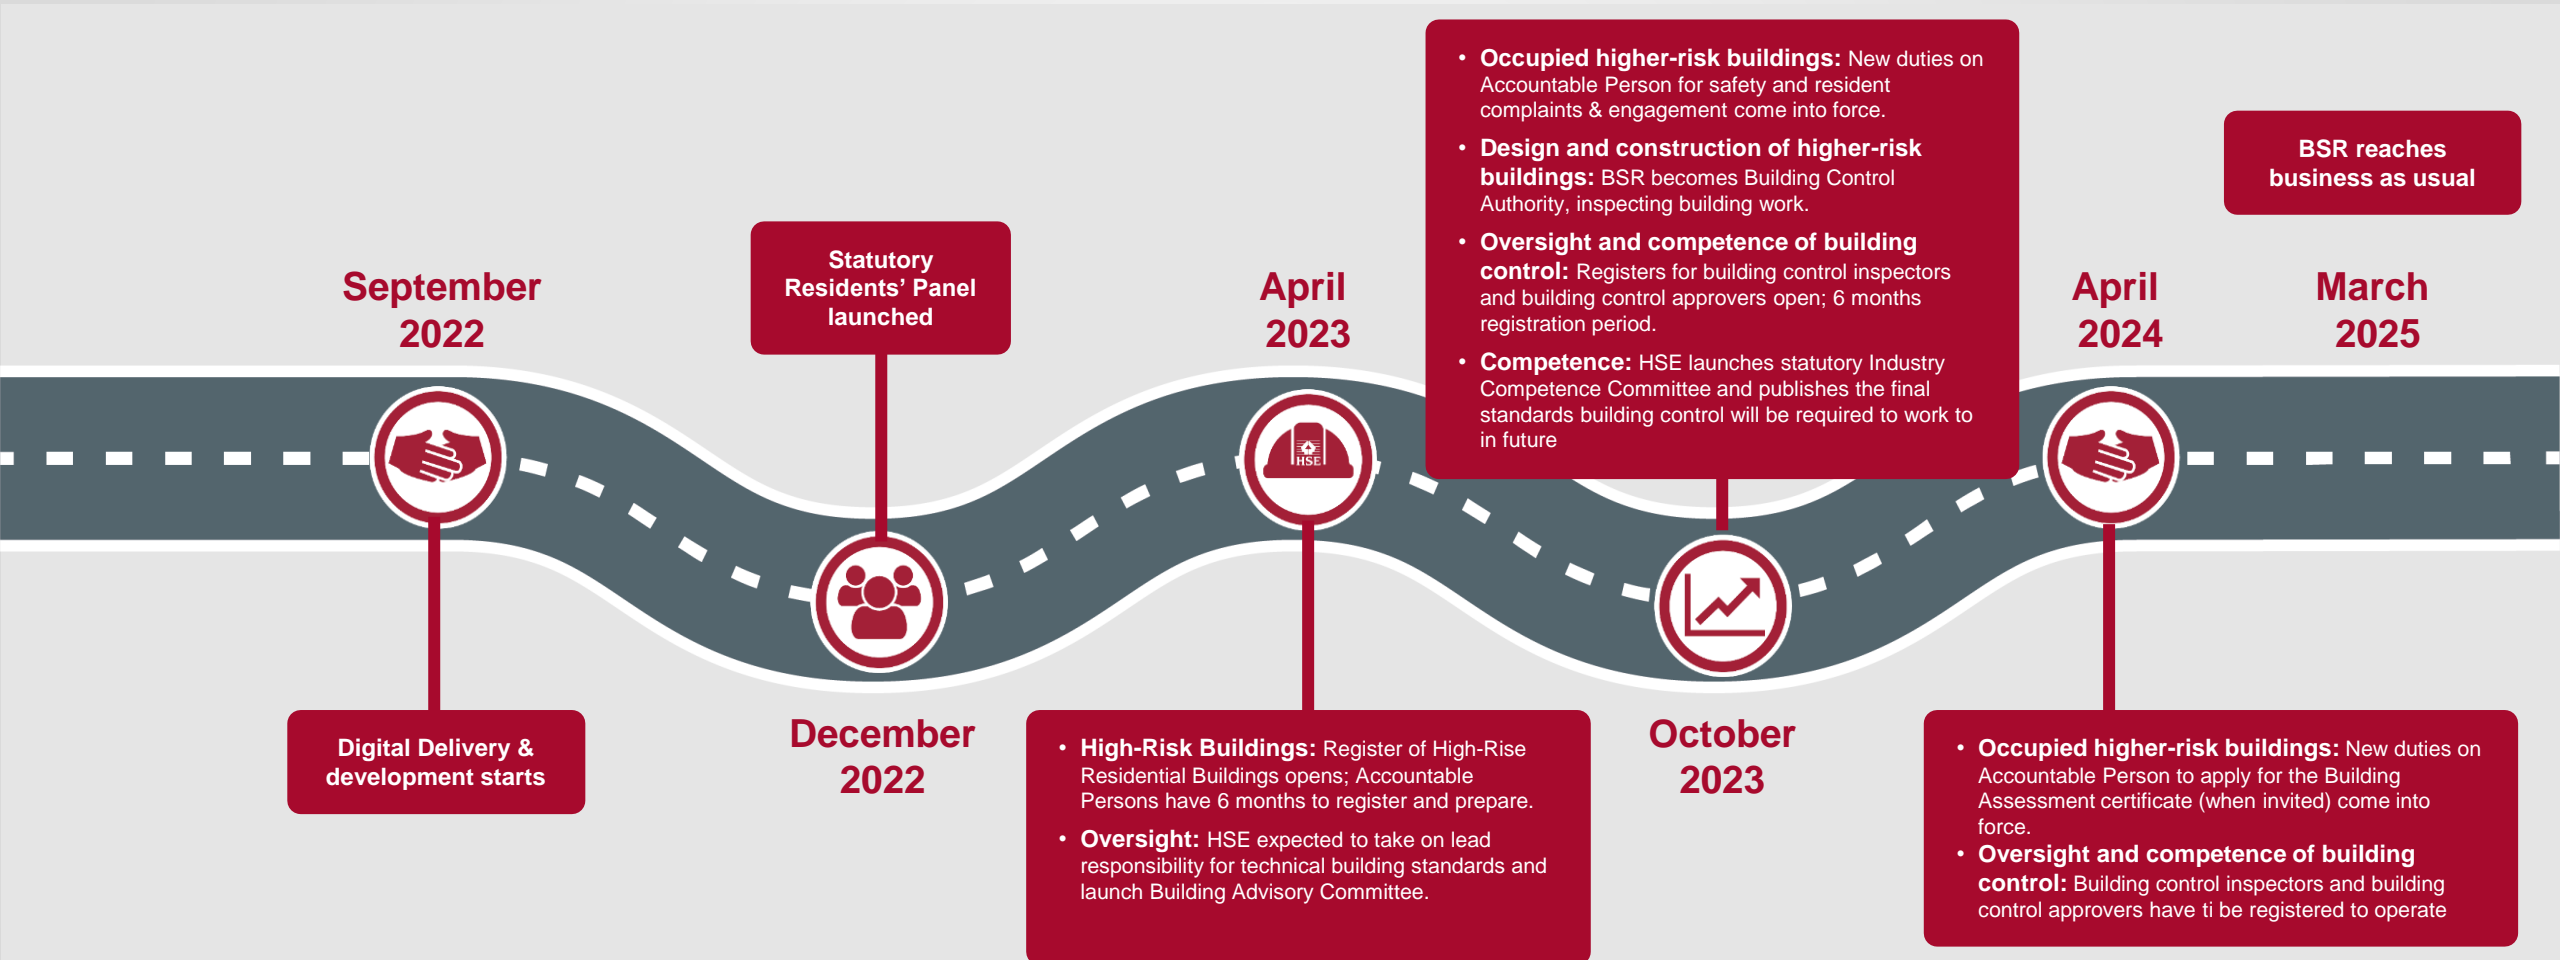 September
2022
Digital Delivery &
development starts
Statutory
Residents’ Panel
launched
December
2022
April
2023
HSE
• High-Risk Buildings: Register of High-Rise
Residential Buildings opens; Accountable
Persons have 6 months to register and prepare.
• Oversight: HSE expected to take on lead
responsibility for technical building standards and
launch Building Advisory Committee.
• Occupied higher-risk buildings: New duties on
Accountable Person for safety and resident
complaints & engagement come into force.
• Design and construction of higher-risk
buildings: BSR becomes Building Control
Authority, inspecting building work.
• Oversight and competence of building
control: Registers for building control inspectors
and building control approvers open; 6 months
registration period.
• Competence: HSE launches statutory Industry
Competence Committee and publishes the final
standards building control will be required to work to
in future
October
2023
April
2024
• Occupied higher-risk buildings: New duties on
Accountable Person to apply for the Building
Assessment certificate (when invited) come into
force.
• Oversight and competence of building
control: Building control inspectors and building
control approvers have ti be registered to operate
BSR reaches
business as usual
March
2025